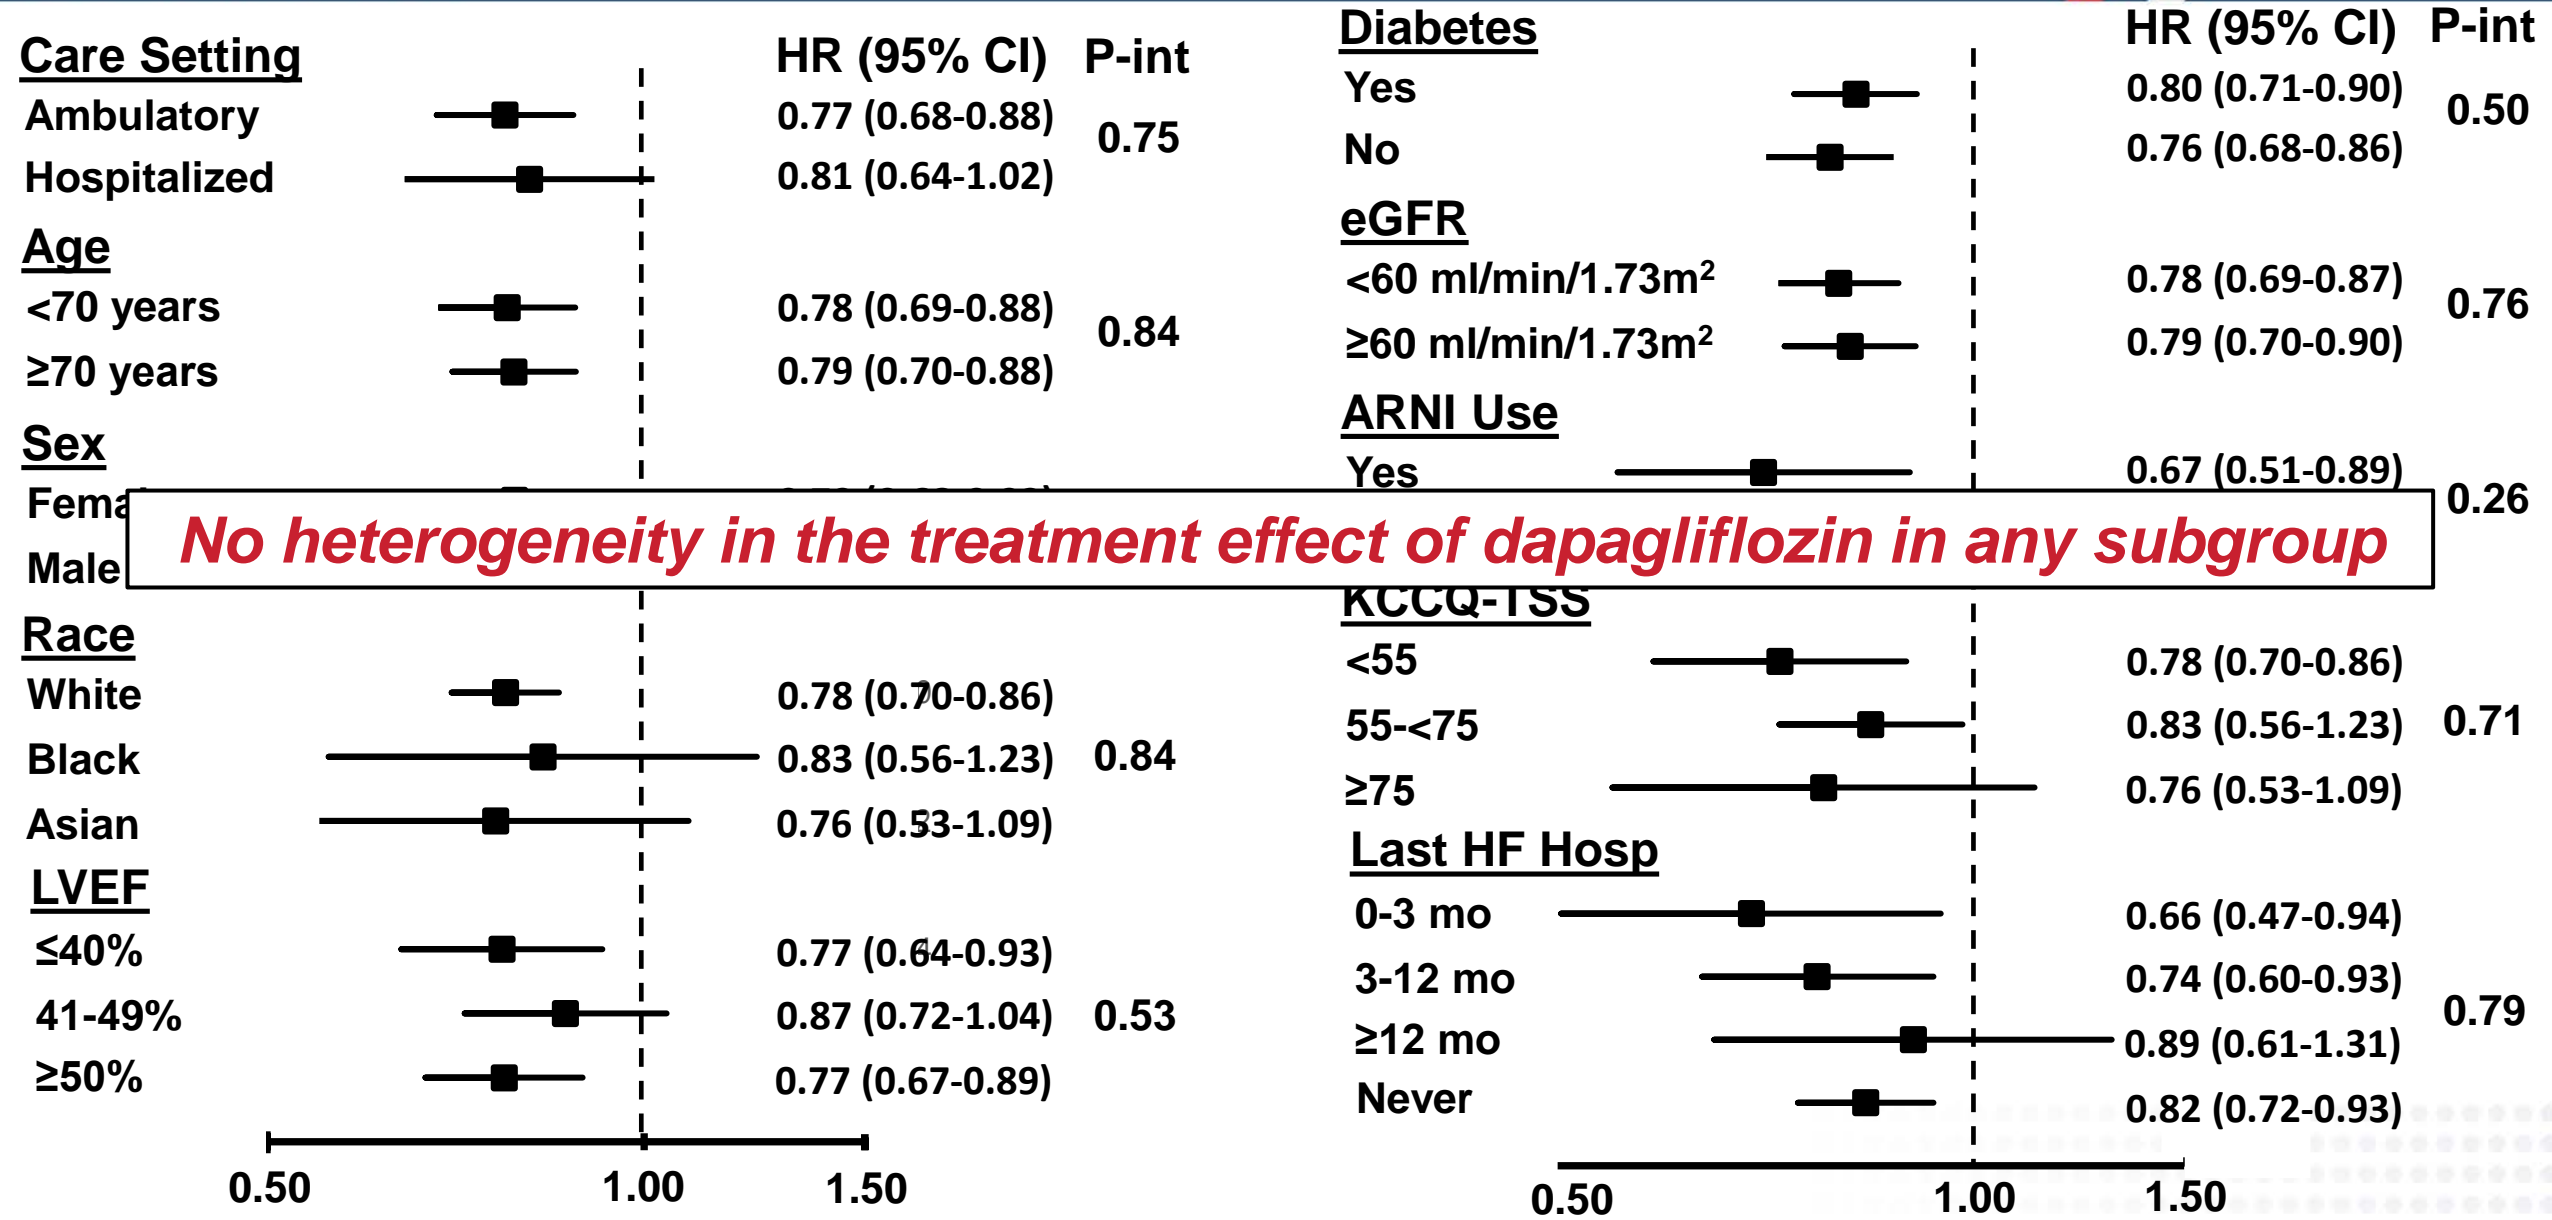 Care Setting HR (95% CI) P-int
Ambulatory 0.77 (0.68-0.88)
0.75
Hospitalized 0.81 (0.64-1.02)
Age
<70 years 0.78 (0.69-0.88)
0.84
≥70 years 0.79 (0.70-0.88)
Sex
Fema
Male
Race
White 0.78 (0.70-0.86)
Black 0.83 (0.56-1.23) 0.84
Asian 0.76 (0.53-1.09)
LVEF
≤40% 0.77 (0.64-0.93)
41-49% 0.87 (0.72-1.04) 0.53
≥50% 0.77 (0.67-0.89)
0.50 1.00 1.50
Diabetes HR (95% CI) P-int
Yes 0.80 (0.71-0.90)
0.50
No 0.76 (0.68-0.86)
eGFR
<60 ml/min/1.73m² 0.78 (0.69-0.87)
0.76
≥60 ml/min/1.73m² 0.79 (0.70-0.90)
ARNI Use
Yes 0.67 (0.51-0.89)
0.26
No heterogeneity in the treatment effect of dapagliflozin in any subgroup
KCCQ-TSS
<55 0.78 (0.70-0.86)
55-<75 0.83 (0.56-1.23) 0.71
≥75 0.76 (0.53-1.09)
Last HF Hosp
0-3 mo 0.66 (0.47-0.94)
3-12 mo 0.74 (0.60-0.93)
0.79
≥12 mo 0.89 (0.61-1.31)
Never 0.82 (0.72-0.93)
0.50 1.00 1.50